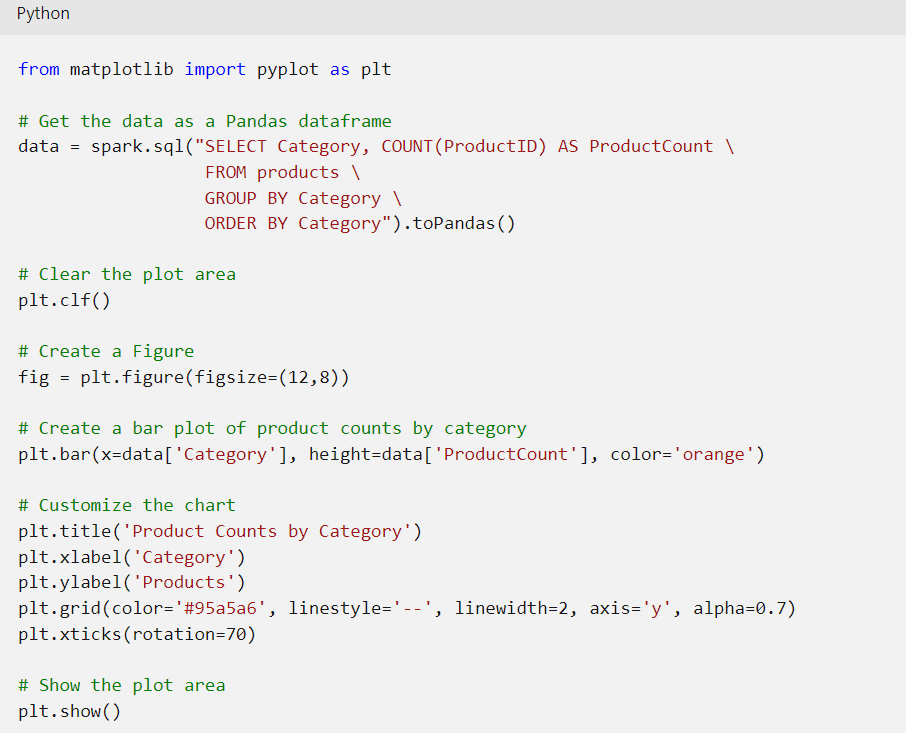 Python
from matplotlib import pyplot as plt
# Get the data as a Pandas dataframe
data = spark.sql("SELECT Category, COUNT(ProductID) AS ProductCount \
FROM products \
GROUP BY Category \
ORDER BY Category").toPandas()
# Clear the plot area
plt.clf()
# Create a Figure
fig = plt.figure(figsize=(12,8))
# Create a bar plot of product counts by category
plt.bar(x=data['Category'], height=data['ProductCount'], color='orange')
# Customize the chart
plt.title('Product Counts by Category')
plt.xlabel('Category')
plt.ylabel('Products')
plt.grid(color='#95a5a6', linestyle='--', linewidth=2, axis='y', alpha=0.7)
plt.xticks(rotation=70)
# Show the plot area
plt.show()